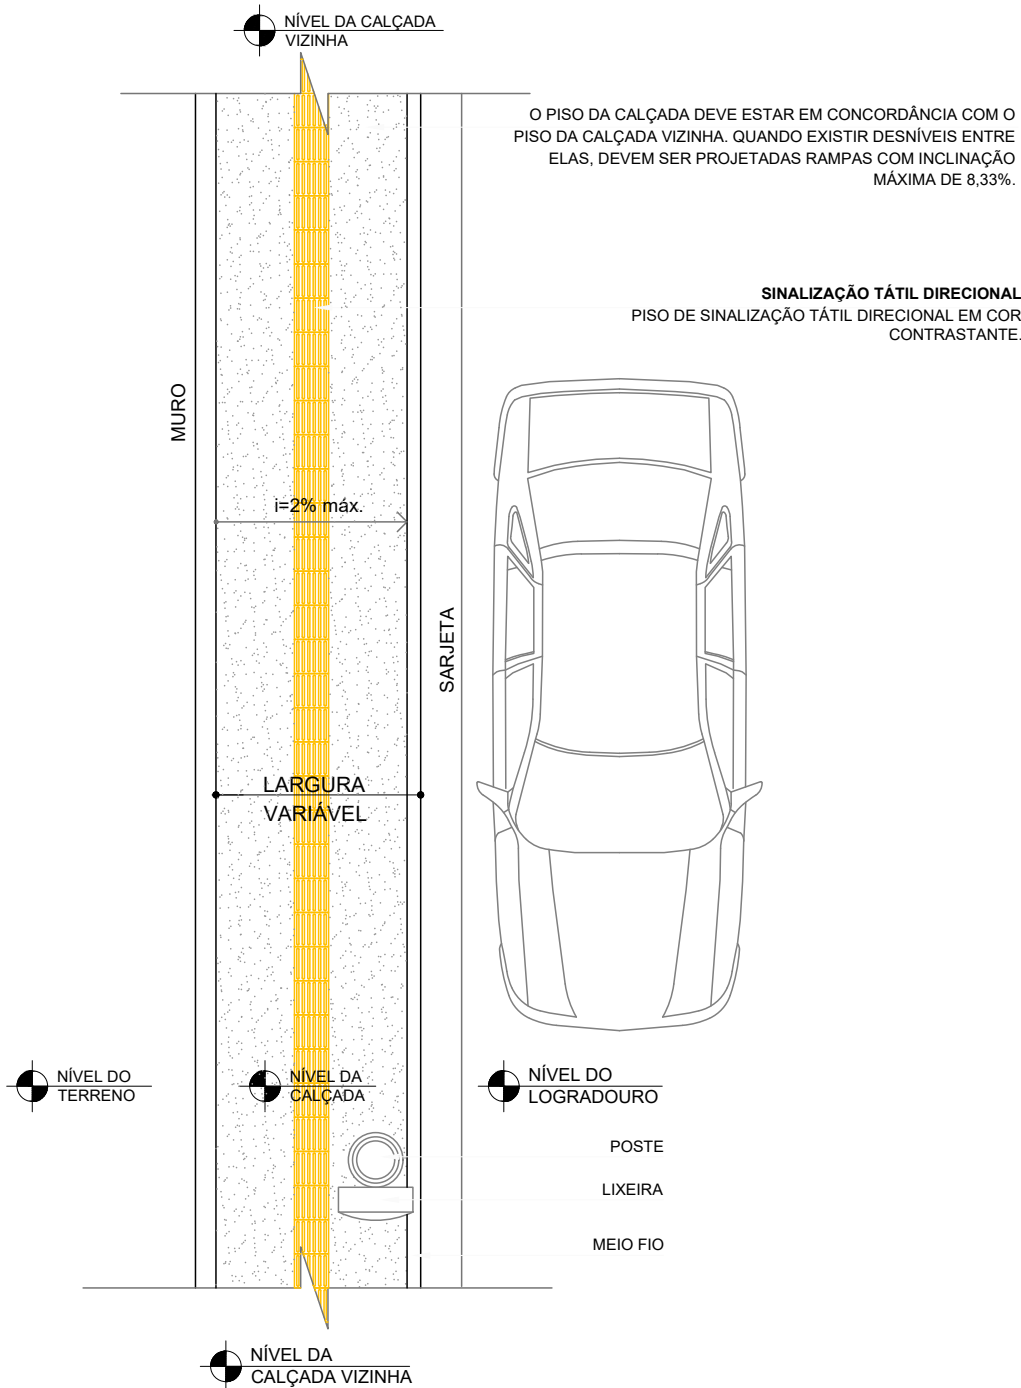 NÍVEL DA CALÇADA
VIZINHA
O PISO DA CALÇADA DEVE ESTAR EM CONCORDÂNCIA COM O
PISO DA CALÇADA VIZINHA. QUANDO EXISTIR DESNÍVEIS ENTRE
ELAS, DEVEM SER PROJETADAS RAMPAS COM INCLINAÇÃO
MÁXIMA DE 8,33%.
SINALIZAÇÃO TÁTIL DIRECIONAL
PISO DE SINALIZAÇÃO TÁTIL DIRECIONAL EM COR
CONTRASTANTE.
MURO
i=2% máx.
SARJETA
LARGURA
VARIÁVEL
NÍVEL DO
TERRENO
NÍVEL DA
CALÇADA
NÍVEL DO
LOGRADOURO
POSTE
LIXEIRA
MEIO FIO
NÍVEL DA
CALÇADA VIZINHA